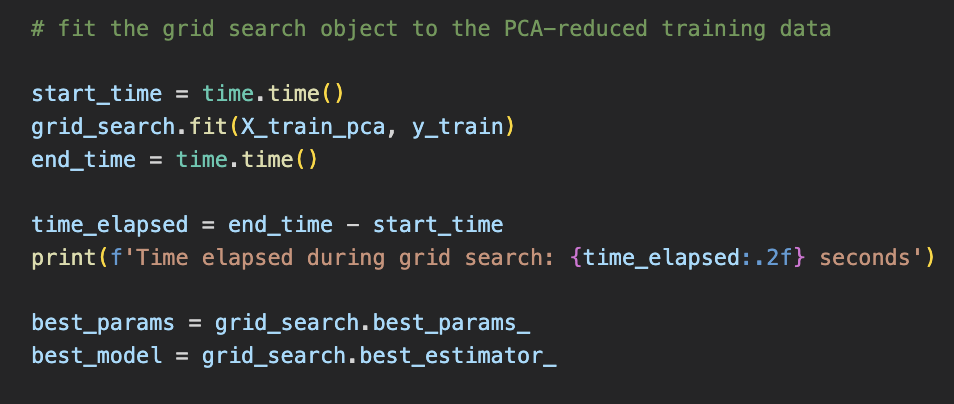 # fit the grid search object to the PCA-reduced training data
start_time = time.time()
grid_search.fit(X_train_pca, y_train)
end_time = time.time()
time_elapsed = end_time - start_time
print(f'Time elapsed during grid search: {time_elapsed:.2f} seconds')
best_params = grid_search.best_params_
best_model = grid_search.best_estimator_